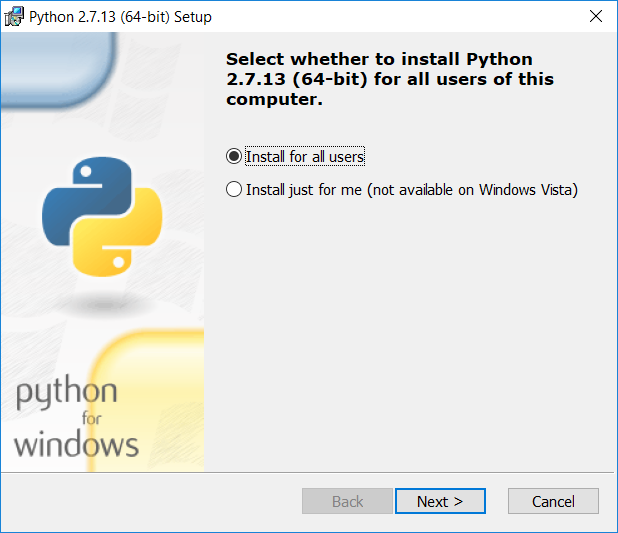 Python 2.7.13 (64-bit) Setup
Select whether to install Python
2.7.13 (64-bit) for all users of this
computer.
Install for all users
Install just for me (not available on Windows Vista)
python
for
windows
Back
Next >
Cancel